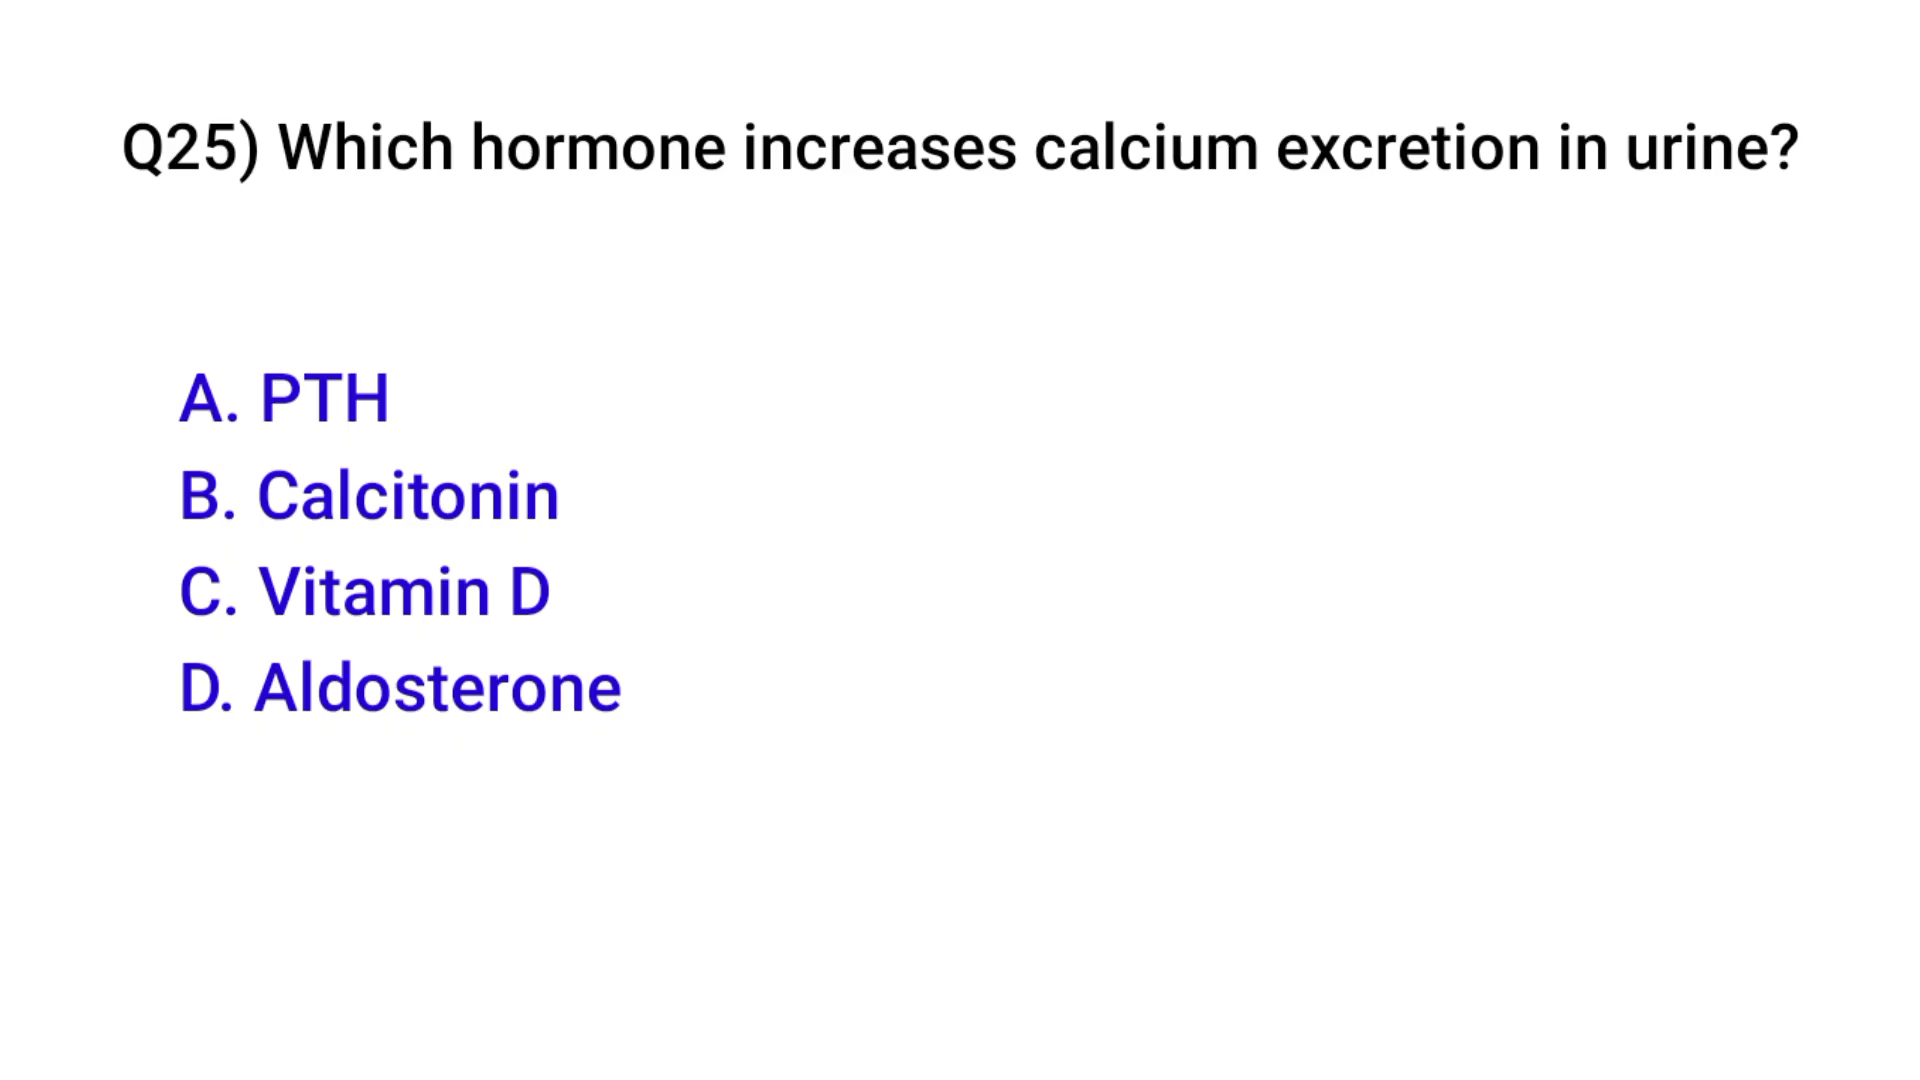 Q25) Which hormone increases calcium excretion in urine?
A. PTH
B. Calcitonin
C. Vitamin D
D. Aldosterone